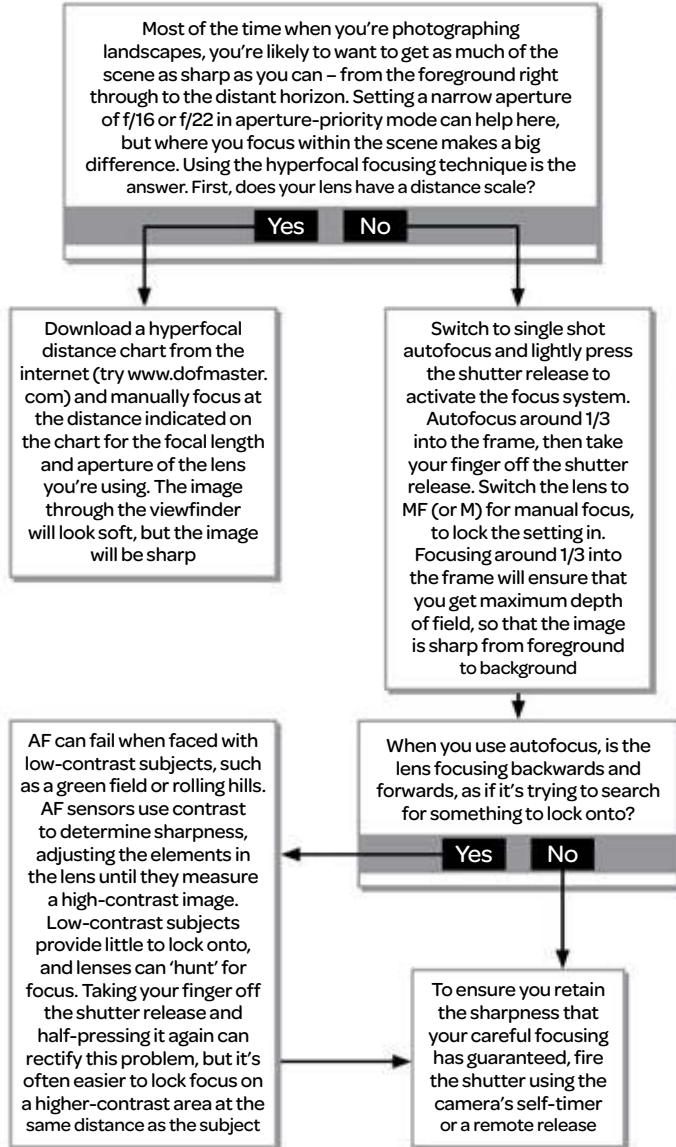 Most of the time when you're photographing
landscapes, you're likely to want to get as much of the
scene as sharp as you can – from the foreground right
through to the distant horizon. Setting a narrow aperture
of f/16 or f/22 in aperture-priority mode can help here,
but where you focus within the scene makes a big
difference. Using the hyperfocal focusing technique is the
answer. First, does your lens have a distance scale?
Yes No
Download a hyperfocal
distance chart from the
internet (try www.dofmaster.
com) and manually focus at
the distance indicated on
the chart for the focal length
and aperture of the lens
you're using. The image
through the viewfinder
will look soft, but the image
will be sharp
Switch to single shot
autofocus and lightly press
the shutter release to
activate the focus system.
Autofocus around 1/3
into the frame, then take
your finger off the shutter
release. Switch the lens to
MF (or M) for manual focus,
to lock the setting in.
Focusing around 1/3 into
the frame will ensure that
you get maximum depth
of field, so that the image
is sharp from foreground
to background
When you use autofocus, is the
lens focusing backwards and
forwards, as if it's trying to search
for something to lock onto?
Yes No
AF can fail when faced with
low-contrast subjects, such
as a green field or rolling hills.
AF sensors use contrast
to determine sharpness,
adjusting the elements in
the lens until they measure
a high-contrast image.
Low-contrast subjects
provide little to lock onto,
and lenses can 'hunt' for
focus. Taking your finger off
the shutter release and
half-pressing it again can
rectify this problem, but it's
often easier to lock focus on
a higher-contrast area at the
same distance as the subject
To ensure you retain
the sharpness that
your careful focusing
has guaranteed, fire
the shutter using the
camera's self-timer
or a remote release